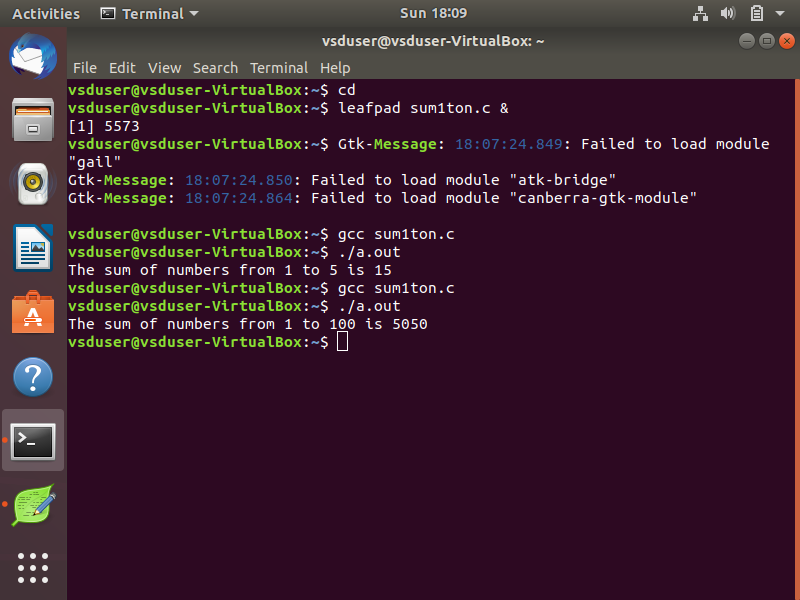 Activities
Terminal
Sun 18:09
vsduser@vsduser-VirtualBox: ~
File Edit View Search Terminal Help
vsduser@vsduser-VirtualBox:~$ cd
vsduser@vsduser-VirtualBox:~$ leafpad sum1ton.c &
[1] 5573
vsduser@vsduser-VirtualBox:~$ Gtk-Message: 18:07:24.849: Failed to load module
"gail"
Gtk-Message: 18:07:24.850: Failed to load module "atk-bridge"
Gtk-Message: 18:07:24.864: Failed to load module "canberra-gtk-module"
vsduser@vsduser-VirtualBox:~$ gcc sum1ton.c
vsduser@vsduser-VirtualBox:~$ ./a.out
The sum of numbers from 1 to 5 is 15
vsduser@vsduser-VirtualBox:~$ gcc sum1ton.c
vsduser@vsduser-VirtualBox:~$ ./a.out
The sum of numbers from 1 to 100 is 5050
vsduser@vsduser-VirtualBox:~$